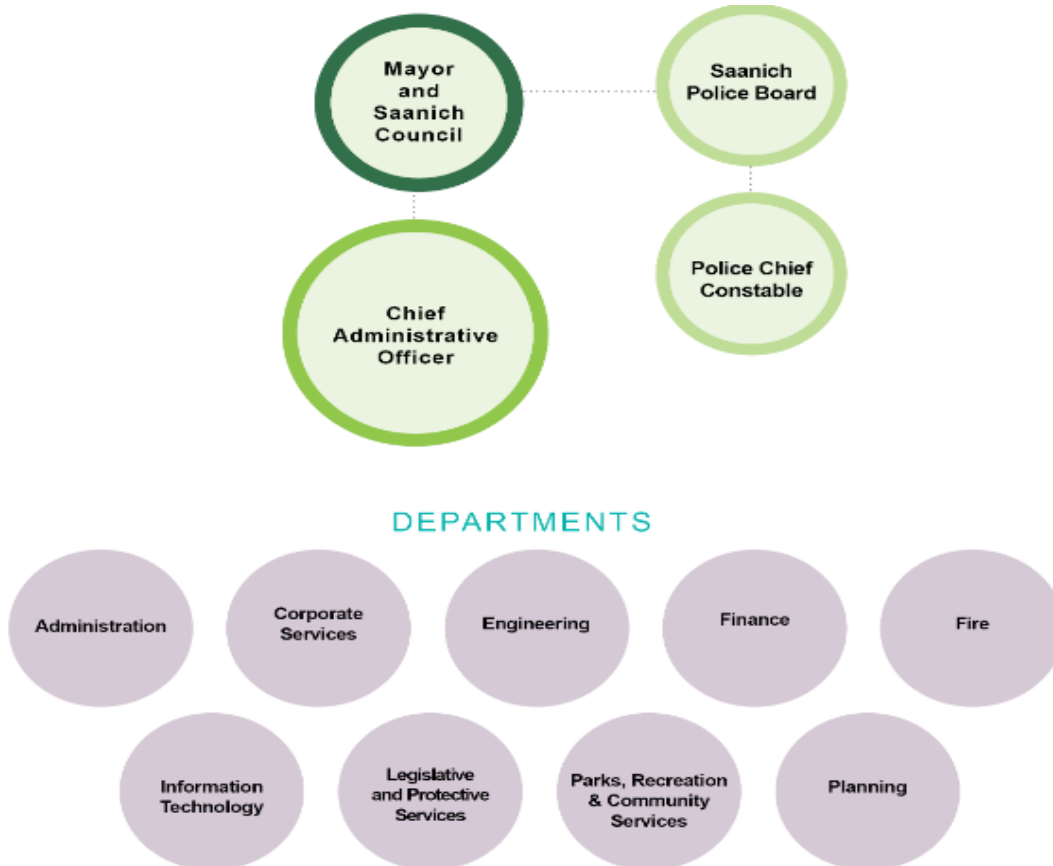 Mayor
and
Saanich
Council
Saanich
Police Board
Police Chief
Constable
Chief
Administrative
Officer
DEPARTMENTS
Administration
Corporate
Services
Engineering
Finance
Fire
Information
Technology
Legislative
and Protective
Services
Parks, Recreation
& Community
Services
Planning